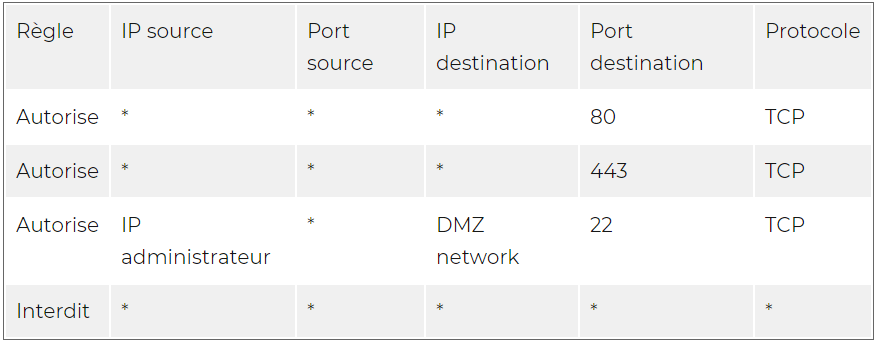 Règle IP source Port source IP destination Port destination Protocole
Autorise * * * 80 TCP
Autorise * * * 443 TCP
Autorise IP administrateur * DMZ network 22 TCP
Interdit * * * * *